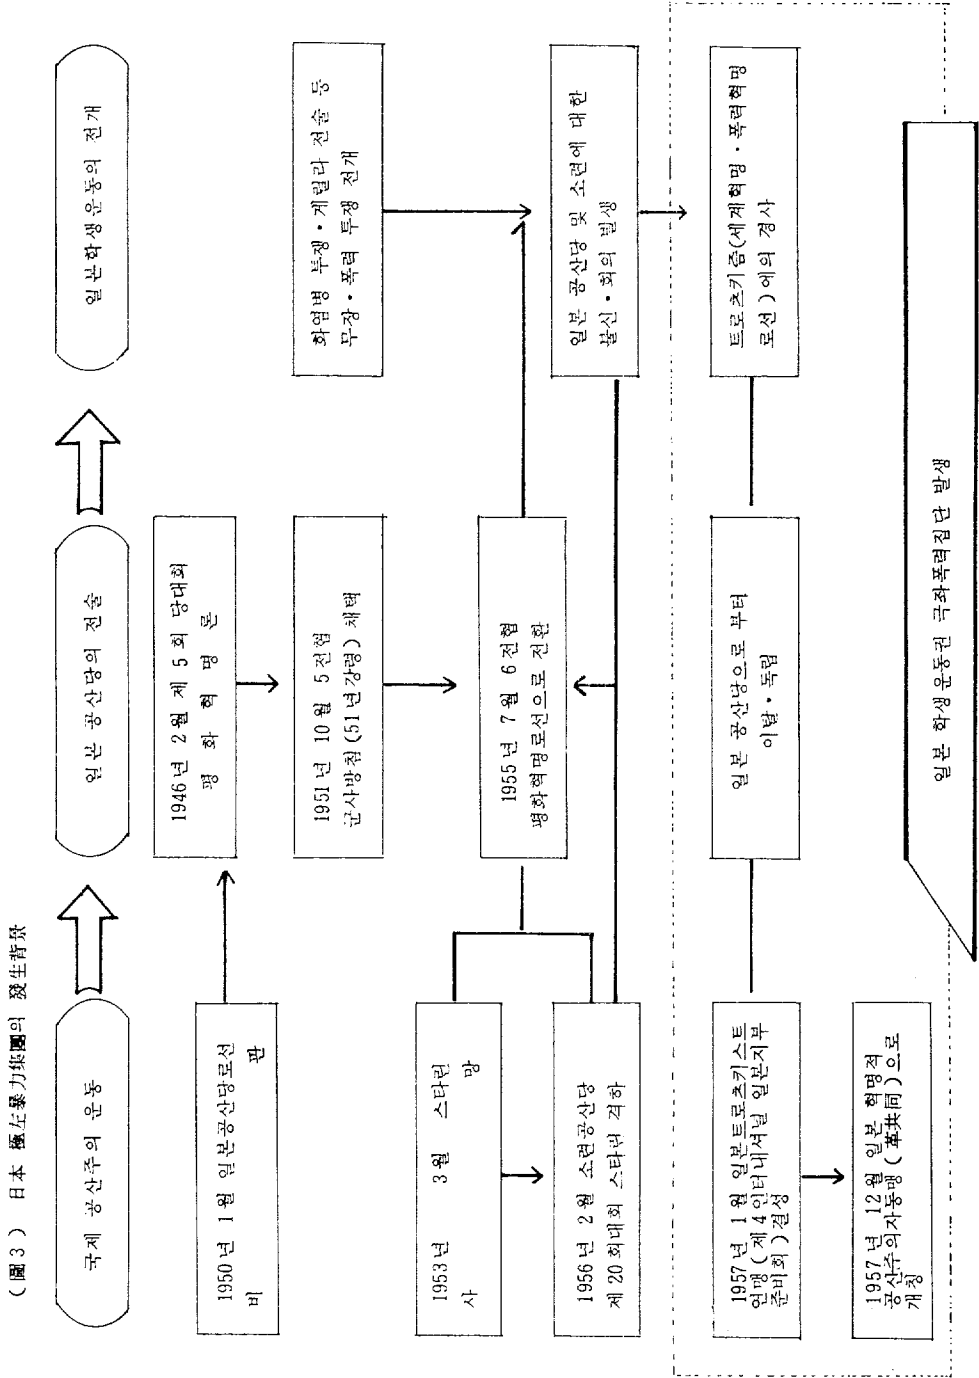 (圖 3) 日本 極左暴力集團의 發生背景
국제 공산주의 운동
일본 공산당의 전술
일본학생운동의 전개
1950년 1월 일본공산당로선
비 판
1946년 2월 제 5 회 당대회
평 화 혁 명 론
1951년 10월 5전협
군사방침(51년강령) 채택
화염병 투쟁·게릴라 전술 등
무장·폭력 투쟁 전개
1953년 3월 스타린
사 망
1955년 7월 6전협
평화혁명로선으로 전환
1956년 2월 소련공산당
제 20회대회 스타린 격하
일본 공산당 및 소련에 대한
불신·회의 발생
1957년 1월 일본트로츠키스트
연맹 (제 4인터내셔널 일본지부
준비회) 결성
일본 공산당으로 부터
이탈·독립
트로츠키즘(세계혁명·폭력혁명
로선)에의 경사
1957년 12월 일본 혁명적
공산주의자동맹 (革共同)으로
개칭
일본 학생운동권 극좌폭력집단 발생